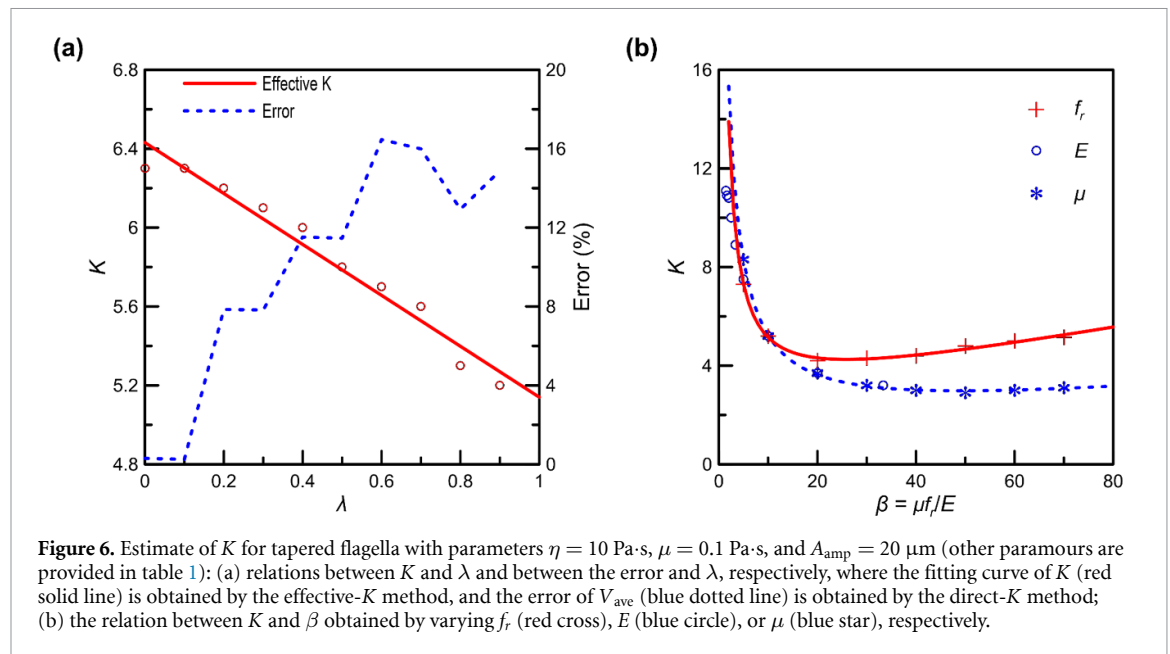 (a)
6.8
6.4
6
5.6
5.2
4.8
K
20
16
12
8
4
0
Error (%)
Effective K
Error
0 0.2 0.4 0.6 0.8 1
λ
(b)
16
12
8
4
0
K
f_r
E
μ
0 20 40 60 80
β = μf_r/E
Figure 6. Estimate of K for tapered flagella with parameters η = 10 Pa·s, μ = 0.1 Pa·s, and A_amp = 20 μm (other paramours are
provided in table 1): (a) relations between K and λ and between the error and λ, respectively, where the fitting curve of K (red
solid line) is obtained by the effective-K method, and the error of V_ave (blue dotted line) is obtained by the direct-K method;
(b) the relation between K and β obtained by varying f_r (red cross), E (blue circle), or μ (blue star), respectively.